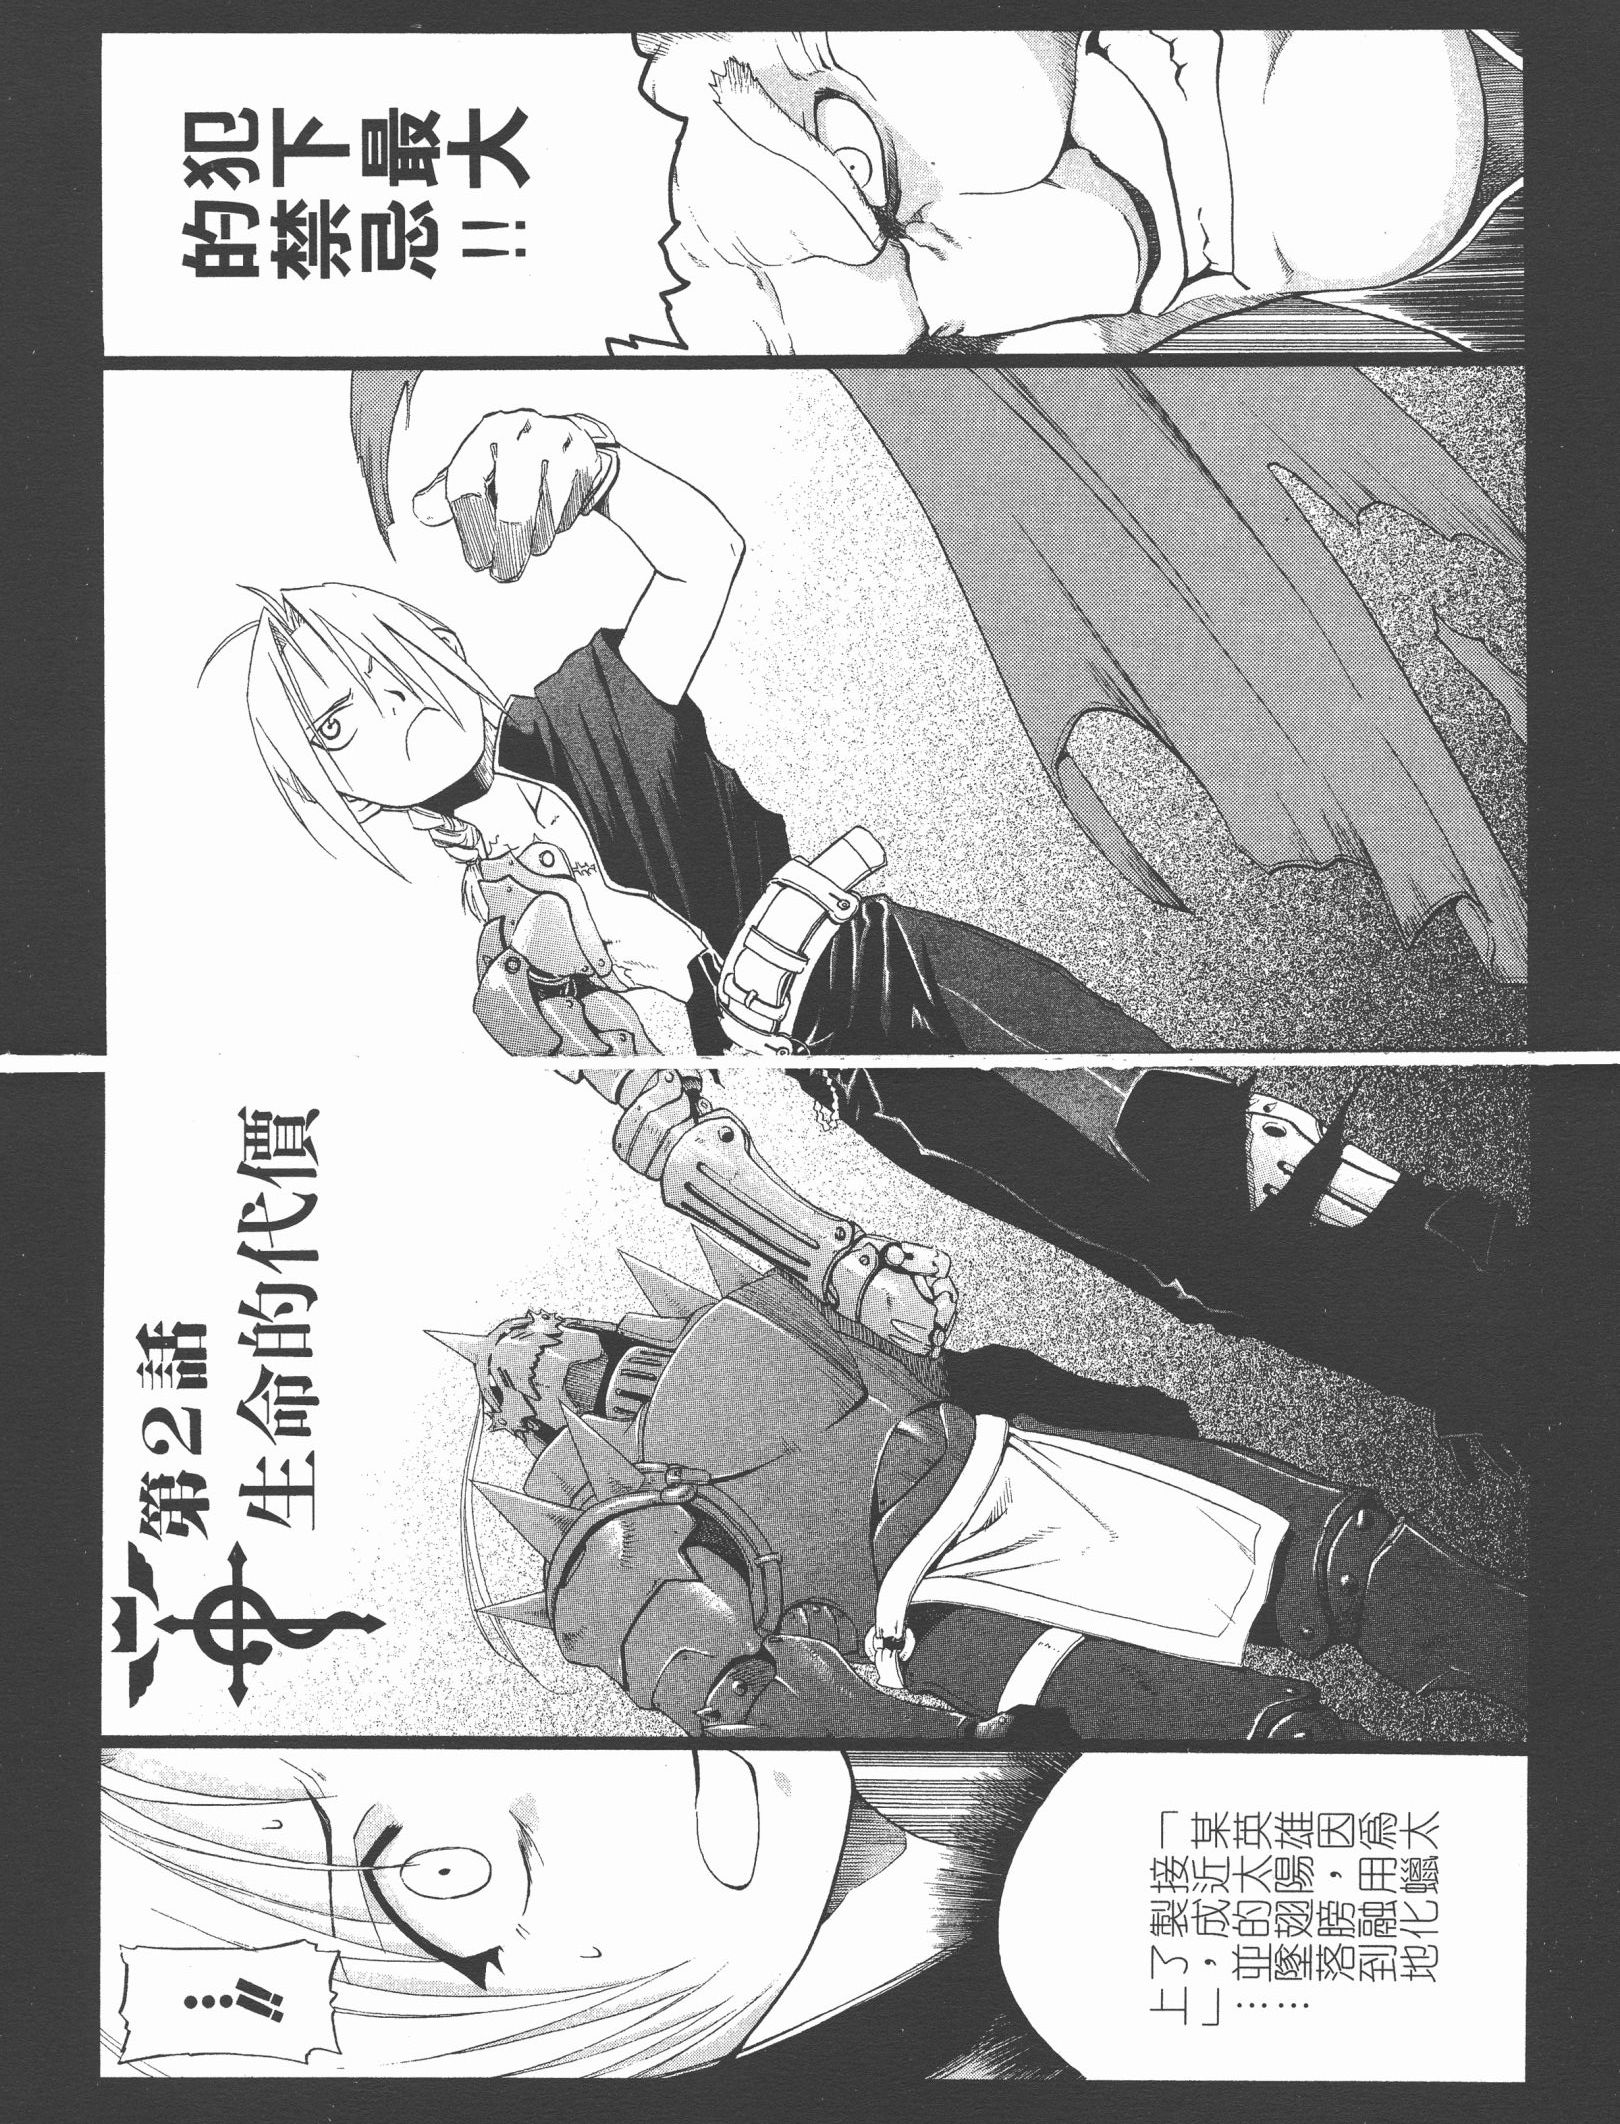 犯下最大
的禁忌!!
第2話
生命的代價
「某英雄因爲太
接近太陽，用蠟
製成的翅膀融化
了，並墜落到地
上」……
…!!